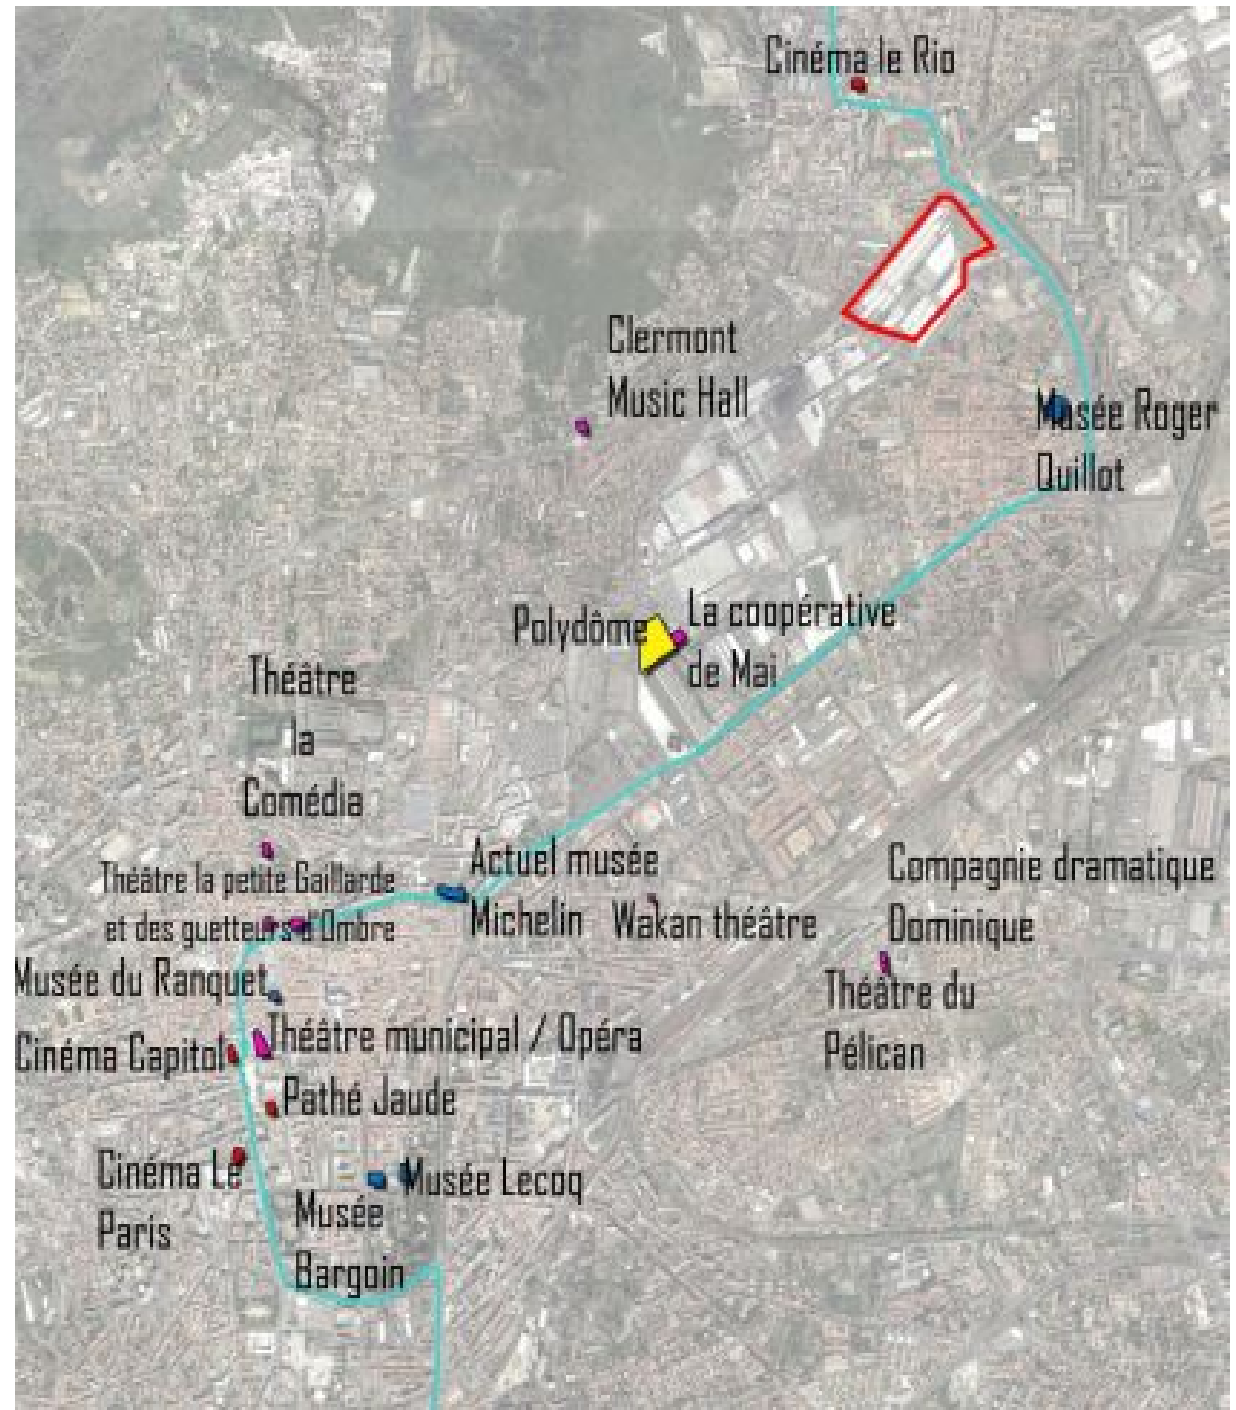 Cinéma le Rio
Clermont
Music Hall
Musée Roger
Quillot
Polydôme
La coopérative
de Mai
Théâtre
la
Comédia
Actuel musée
Michelin
Théâtre la petite Gaillarde
et des guetteurs d'Ombre
Wakan théâtre
Compagnie dramatique
Dominique
Théâtre du
Pélican
Musée du Ranquet
Cinéma Capitol
Théâtre municipal / Opéra
Pathé Jaude
Cinéma Le
Paris
Musée Lecoq
Musée
Bargoin